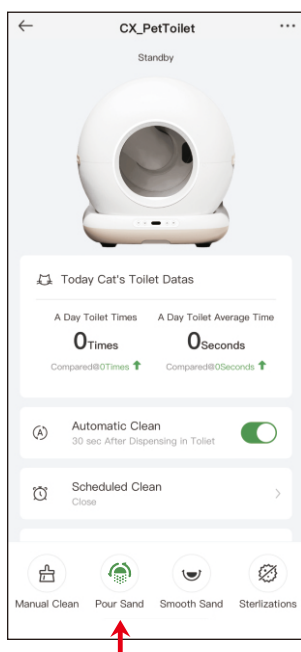 CX_PetToilet
Standby
Today Cat's Toilet Datas
A Day Toilet Times A Day Toilet Average Time
0Times 0Seconds
Compared@0Times Compared@0Seconds
Automatic Clean
30 sec After Dispensing in Toliet
Scheduled Clean
Close
Manual Clean Pour Sand Smooth Sand Sterlizations